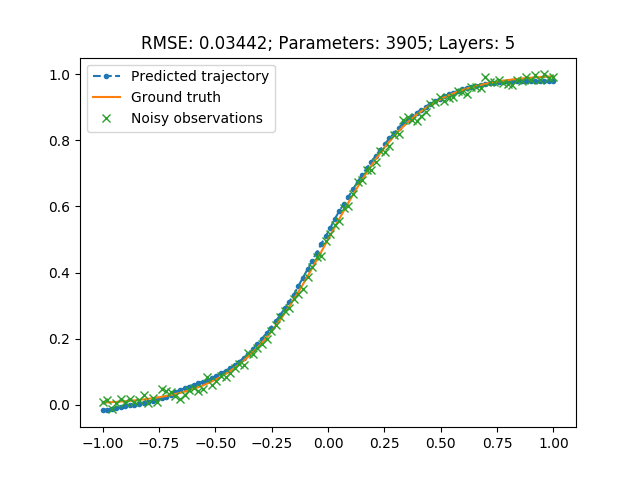 RMSE: 0.03442; Parameters: 3905; Layers: 5
Predicted trajectory
Ground truth
Noisy observations
1.0
0.8
0.6
0.4
0.2
0.0
−1.00 −0.75 −0.50 −0.25 0.00 0.25 0.50 0.75 1.00